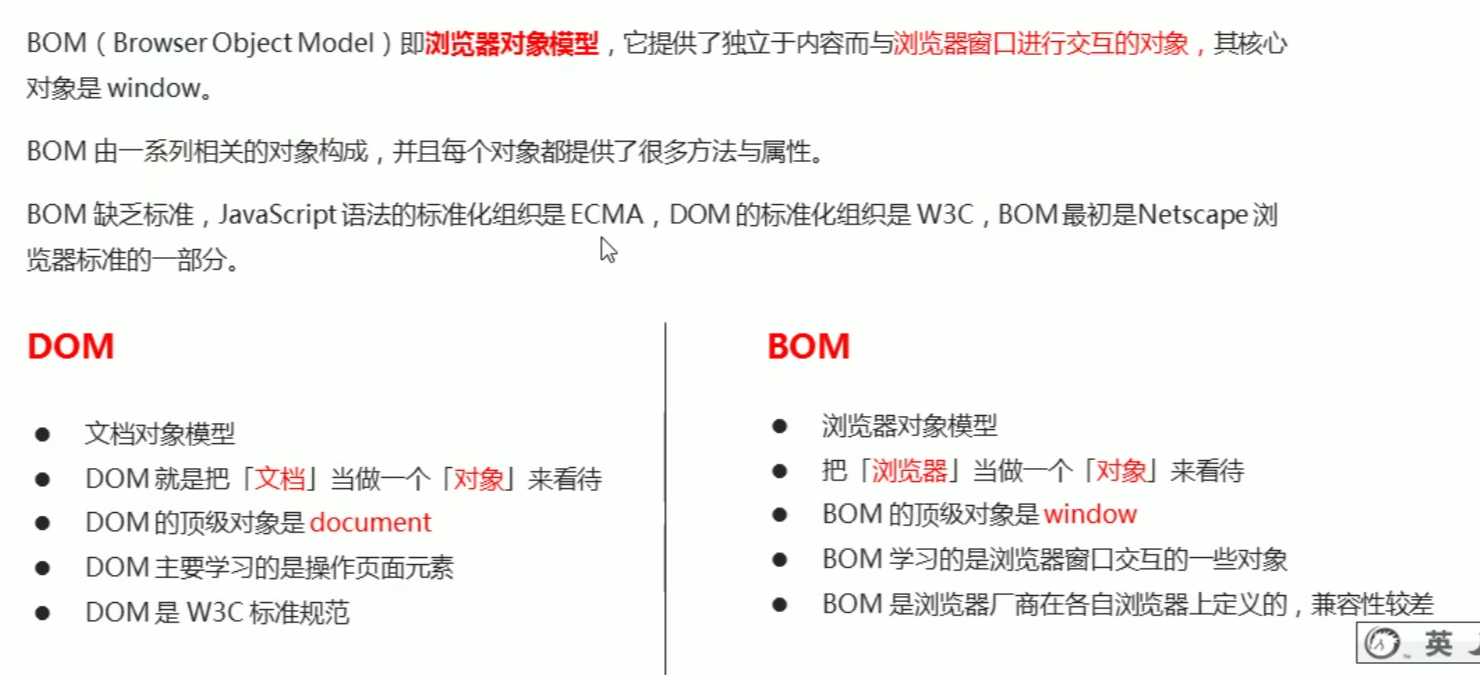 BOM（Browser Object Model）即浏览器对象模型，它提供了独立于内容而与浏览器窗口进行交互的对象，其核心
对象是 window。
BOM 由一系列相关的对象构成，并且每个对象都提供了很多方法与属性。
BOM 缺乏标准，JavaScript 语法的标准化组织是 ECMA，DOM 的标准化组织是 W3C，BOM 最初是Netscape 浏
览器标准的一部分。
DOM
● 文档对象模型
● DOM 就是把「文档」当做一个「对象」来看待
● DOM 的顶级对象是 document
● DOM 主要学习的是操作页面元素
● DOM 是 W3C 标准规范
BOM
● 浏览器对象模型
● 把「浏览器」当做一个「对象」来看待
● BOM 的顶级对象是 window
● BOM 学习的是浏览器窗口交互的一些对象
● BOM 是浏览器厂商在各自浏览器上定义的，兼容性较差
英